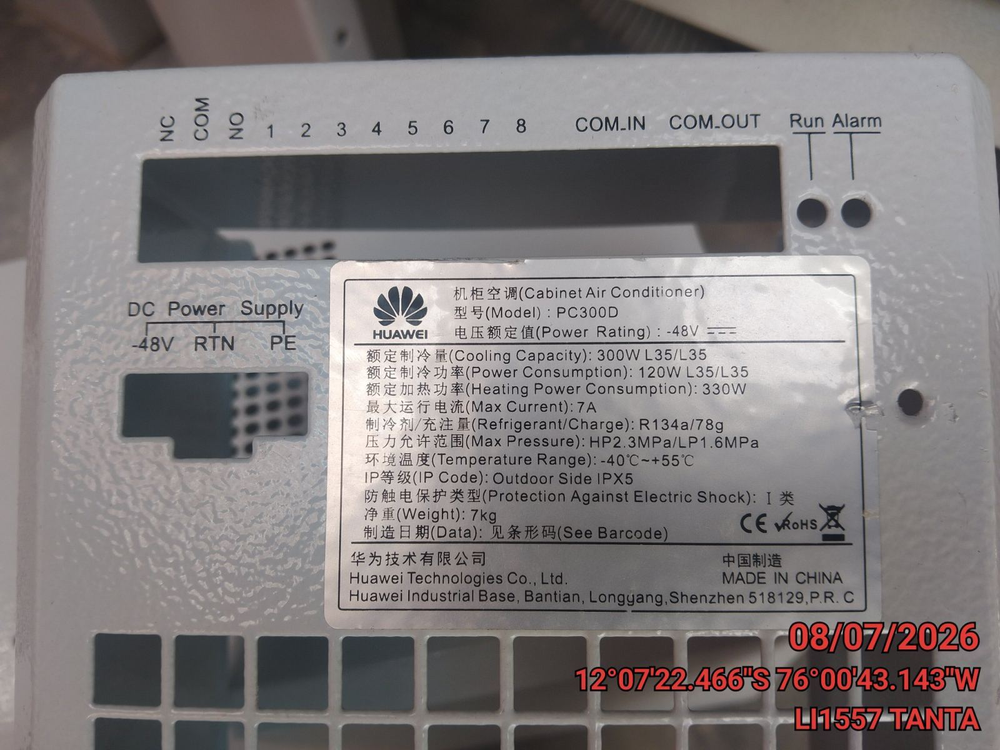 NC COM NO 1 2 3 4 5 6 7 8 COM_IN COM_OUT Run Alarm
DC Power Supply
-48V RTN PE
HUAWEI
机柜空调(Cabinet Air Conditioner)
型号(Model) : PC300D
电压额定值(Power Rating) : -48V
额定制冷量(Cooling Capacity): 300W L35/L35
额定制冷功率(Power Consumption): 120W L35/L35
额定加热功率(Heating Power Consumption): 330W
最大运行电流(Max Current): 7A
制冷剂/充注量(Refrigerant/Charge): R134a/78g
压力允许范围(Max Pressure): HP2.3MPa/LP1.6MPa
环境温度(Temperature Range): -40℃~+55℃
IP等级(IP Code): Outdoor Side IPX5
防触电保护类型(Protection Against Electric Shock): I 类
净重(Weight): 7kg
CE RoHS
制造日期(Data): 见条形码(See Barcode)
华为技术有限公司
中国制造
Huawei Technologies Co., Ltd.
MADE IN CHINA
Huawei Industrial Base, Bantian, Longgang,Shenzhen 518129,P.R. C
08/07/2026
12°07'22.466"S 76°00'43.143"W
LI1557 TANTA